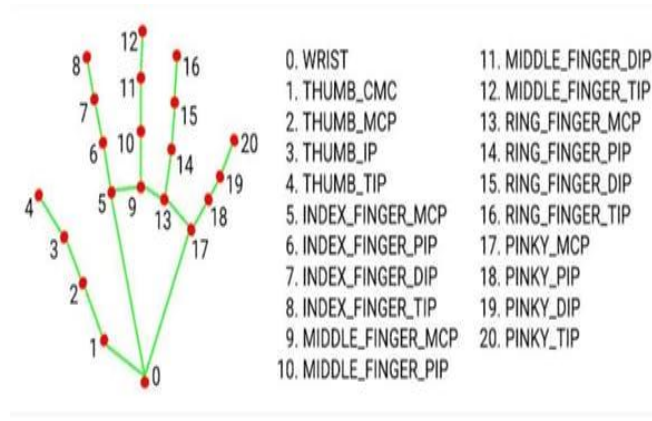 12
8
16
11
7
15
10
6
20
14
19
4
5
9
13
18
3
17
2
1
0
0. WRIST
1. THUMB_CMC
2. THUMB_MCP
3. THUMB_IP
4. THUMB_TIP
5. INDEX_FINGER_MCP
6. INDEX_FINGER_PIP
7. INDEX_FINGER_DIP
8. INDEX_FINGER_TIP
9. MIDDLE_FINGER_MCP
10. MIDDLE_FINGER_PIP
11. MIDDLE_FINGER_DIP
12. MIDDLE_FINGER_TIP
13. RING_FINGER_MCP
14. RING_FINGER_PIP
15. RING_FINGER_DIP
16. RING_FINGER_TIP
17. PINKY_MCP
18. PINKY_PIP
19. PINKY_DIP
20. PINKY_TIP